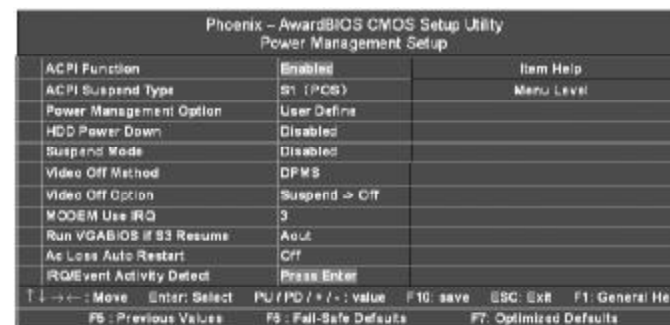 Phoenix – AwardBIOS CMOS Setup Utility
Power Management Setup
ACPI Function Enabled Item Help
ACPI Suspend Type S1 (POS) Menu Level
Power Management Option User Define
HDD Power Down Disabled
Suspend Mode Disabled
Video Off Method DPMS
Video Off Option Suspend -> Off
MODEM Use IRQ 3
Run VGABIOS if S3 Resume Aout
Ac Loss Auto Restart Off
IRQ/Event Activity Detect Press Enter
↑↓→← : Move Enter: Select PU / PD / + / - : value F10: save ESC: Exit F1: General He
F5 : Previous Values F6 : Fail-Safe Defaults F7: Optimized Defaults